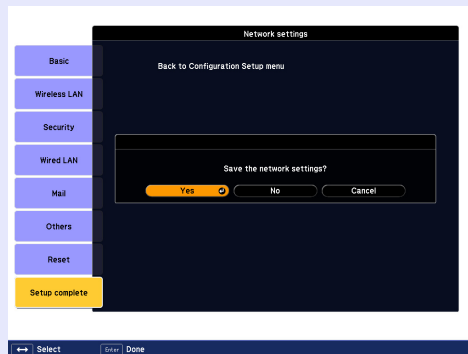 Network settings
Basic
Back to Configuration Setup menu
Wireless LAN
Security
Wired LAN
Save the network settings?
Yes No Cancel
Mail
Others
Reset
Setup complete
Select Enter Done